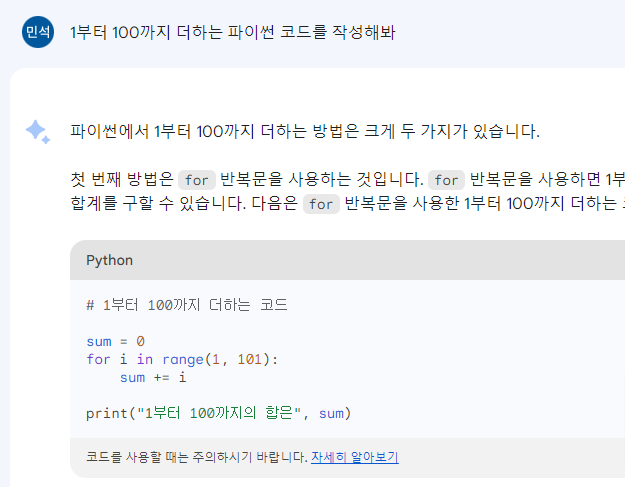 민석
1부터 100까지 더하는 파이썬 코드를 작성해봐
파이썬에서 1부터 100까지 더하는 방법은 크게 두 가지가 있습니다.
첫 번째 방법은 for 반복문을 사용하는 것입니다. for 반복문을 사용하면 1부
합계를 구할 수 있습니다. 다음은 for 반복문을 사용한 1부터 100까지 더하는
Python
# 1부터 100까지 더하는 코드
sum = 0
for i in range(1, 101):
    sum += i
print("1부터 100까지의 합은", sum)
코드를 사용할 때는 주의하시기 바랍니다. 자세히 알아보기